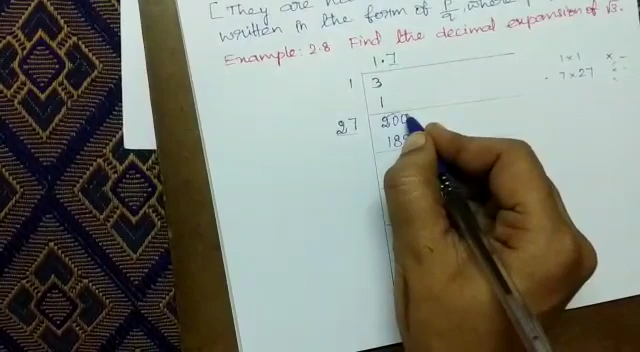 [ They are
written in the form of p/q, where
Example: 2.8 Find the decimal expansion of √3.
1.7
1 3 1×1
1 7×27
27 200
18